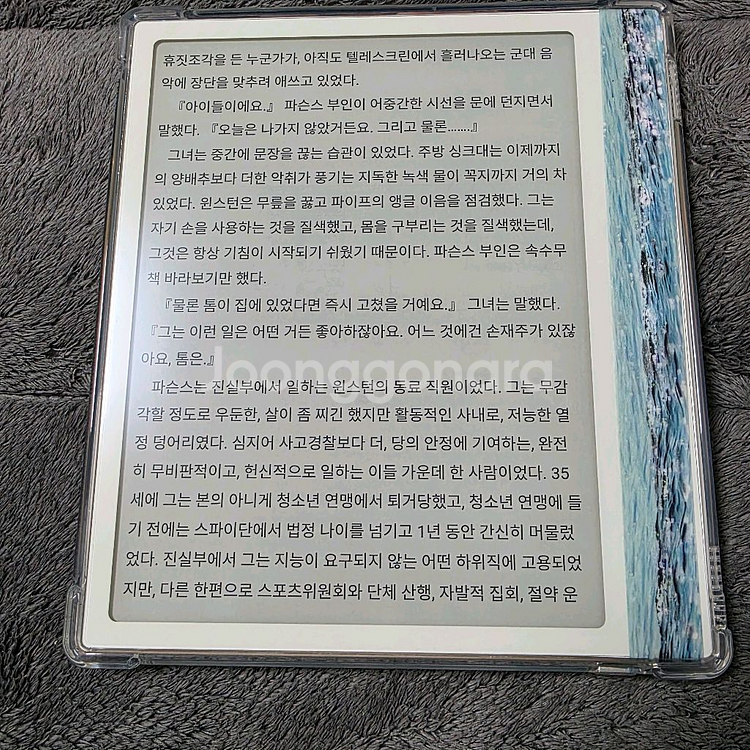 휴짓조각을 든 누군가가, 아직도 텔레스크린에서 흘러나오는 군대 음
악에 장단을 맞추려 애쓰고 있었다.
『아이들이에요.』 파슨스 부인이 어중간한 시선을 문에 던지면서
말했다. 『오늘은 나가지 않았거든요. 그리고 물론…….』
그녀는 중간에 문장을 끊는 습관이 있었다. 주방 싱크대는 이제까지
의 양배추보다 더한 악취가 풍기는 지독한 녹색 물이 꼭지까지 거의 차
있었다. 윈스턴은 무릎을 꿇고 파이프의 앵글 이음을 점검했다. 그는
자기 손을 사용하는 것을 질색했고, 몸을 구부리는 것을 질색했는데,
그것은 항상 기침이 시작되기 쉬웠기 때문이다. 파슨스 부인은 속수무
책 바라보기만 했다.
『물론 톰이 집에 있었다면 즉시 고쳤을 거예요.』 그녀는 말했다.
『그는 이런 일은 어떤 거든 좋아하잖아요. 어느 것에건 손재주가 있잖
아요, 톰은.』
loonggongra
파슨스는 진실부에서 일하는 윈스턴의 동료 직원이었다. 그는 무감
각할 정도로 우둔한, 살이 좀 찌긴 했지만 활동적인 사내로, 저능한 열
정 덩어리였다. 심지어 사고경찰보다 더, 당의 안정에 기여하는, 완전
히 무비판적이고, 헌신적으로 일하는 이들 가운데 한 사람이었다. 35
세에 그는 본의 아니게 청소년 연맹에서 퇴거당했고, 청소년 연맹에 들
기 전에는 스파이단에서 법정 나이를 넘기고 1년 동안 간신히 머물렀
었다. 진실부에서 그는 지능이 요구되지 않는 어떤 하위직에 고용되었
지만, 다른 한편으로 스포츠위원회와 단체 산행, 자발적 집회, 절약 운